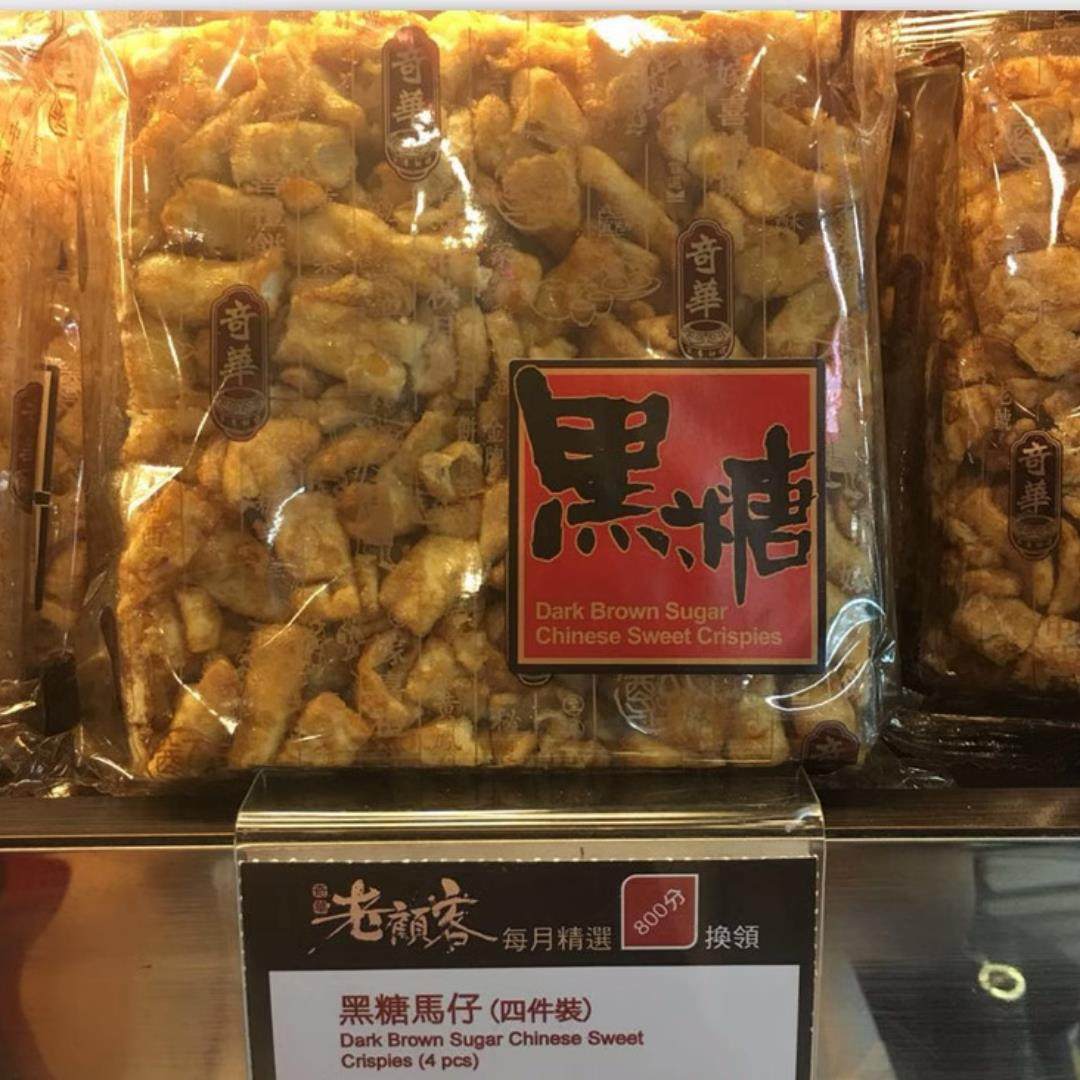 奇華
奇華
奇華
奇華
黑糖
Dark Brown Sugar
Chinese Sweet Crispies
老顧客 每月精選 800分 換領
黑糖馬仔 (四件裝)
Dark Brown Sugar Chinese Sweet
Crispies (4 pcs)